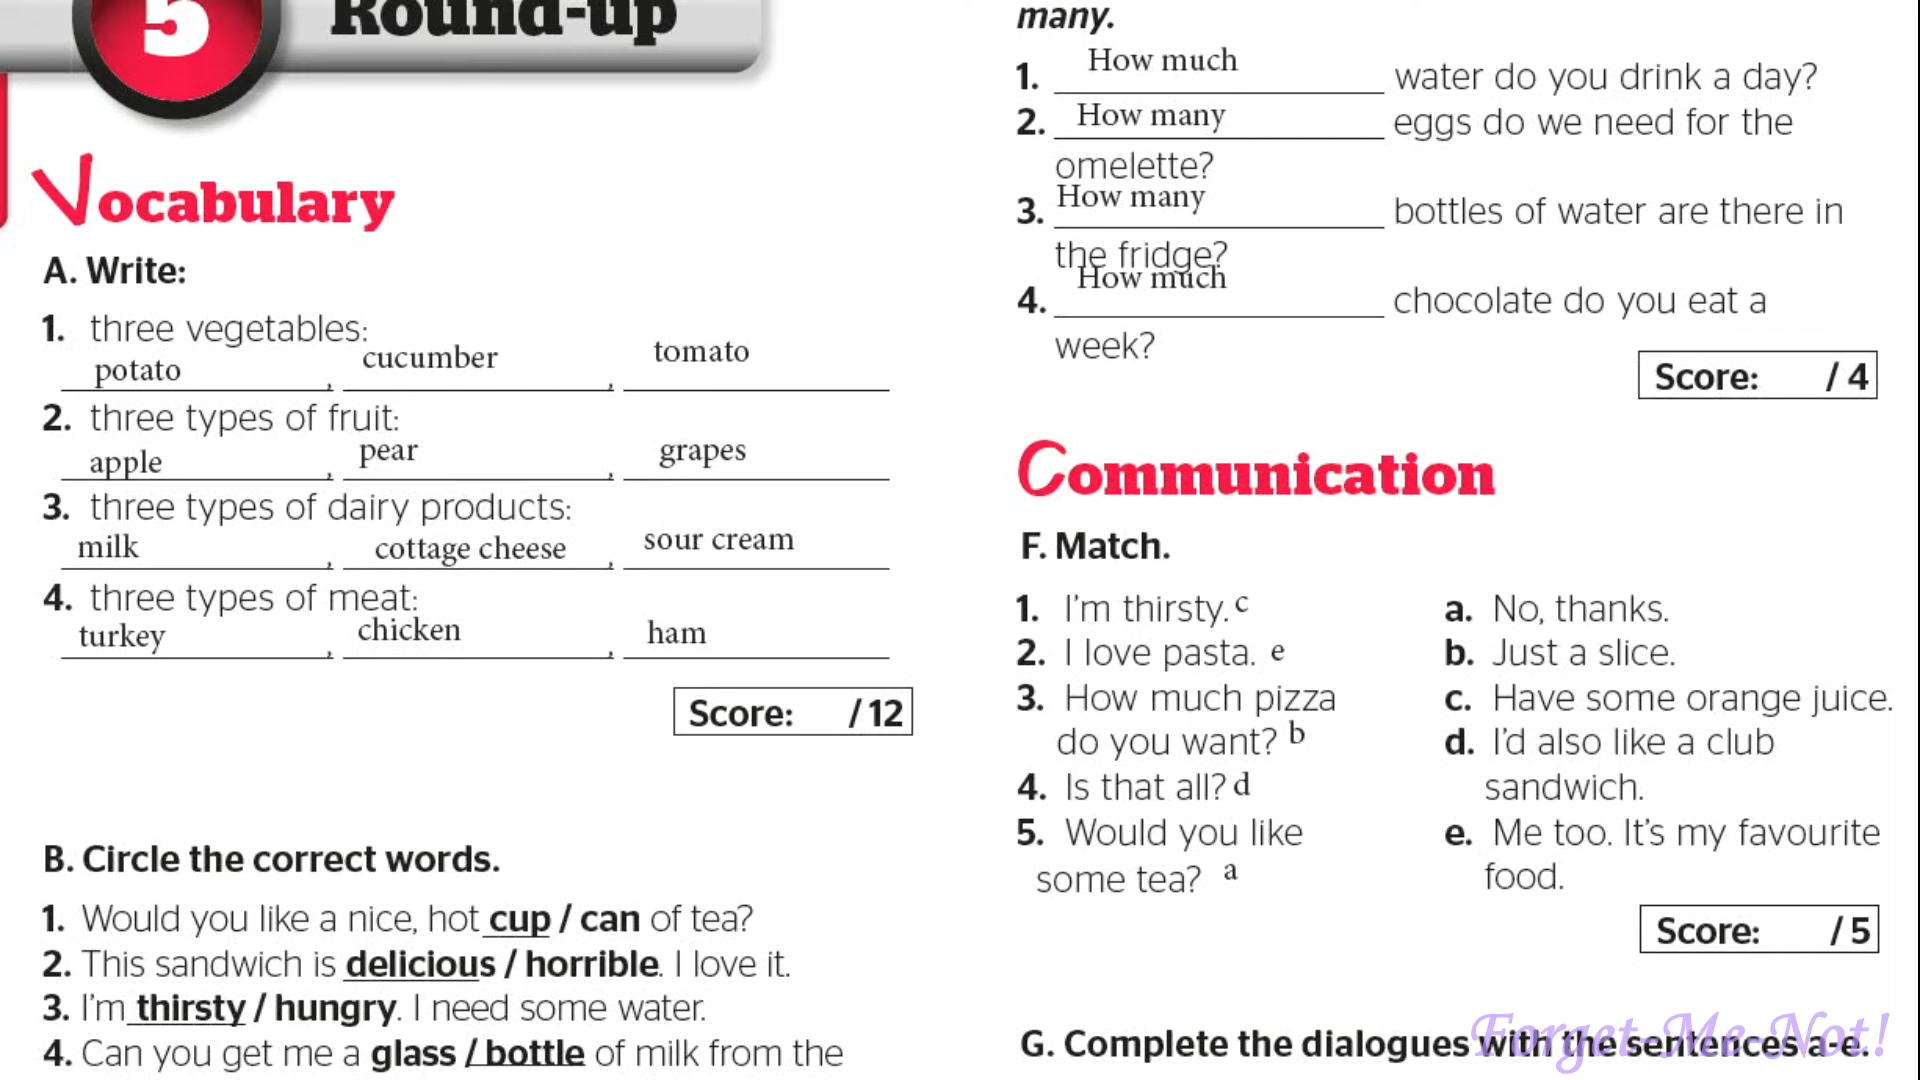 5 Round-up
Vocabulary
A. Write:
1. three vegetables:
potato, cucumber, tomato
2. three types of fruit:
apple, pear, grapes
3. three types of dairy products:
milk, cottage cheese, sour cream
4. three types of meat:
turkey, chicken, ham
Score: / 12
B. Circle the correct words.
1. Would you like a nice, hot cup / can of tea?
2. This sandwich is delicious / horrible. I love it.
3. I'm thirsty / hungry. I need some water.
4. Can you get me a glass / bottle of milk from the
many.
1. How much water do you drink a day?
2. How many eggs do we need for the
omelette?
3. How many bottles of water are there in
the fridge?
4. How much chocolate do you eat a
week?
Score: / 4
Communication
F. Match.
1. I'm thirsty. c
2. I love pasta. e
3. How much pizza
do you want? b
4. Is that all? d
5. Would you like
some tea? a
a. No, thanks.
b. Just a slice.
c. Have some orange juice.
d. I'd also like a club
sandwich.
e. Me too. It's my favourite
food.
Score: / 5
G. Complete the dialogues with the sentences a-e.
Forget-Me-Not!